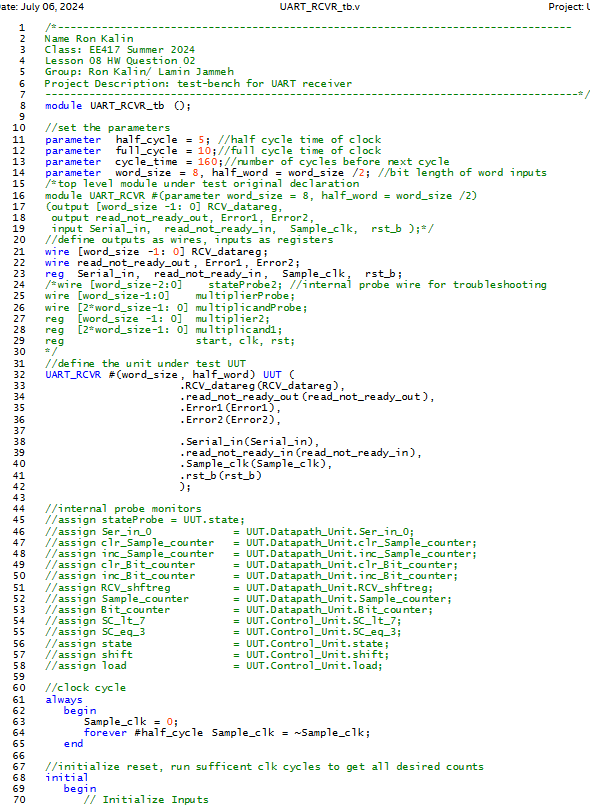 ate: July 06, 2024 UART_RCVR_tb.v Project: U
1 /*-----------------------------------------------------------------------------
2 Name Ron Kalin
3 Class: EE417 Summer 2024
4 Lesson 08 HW Question 02
5 Group: Ron Kalin/ Lamin Jammeh
6 Project Description: test-bench for UART receiver
7 -------------------------------------------------------------------------------*/
8 module UART_RCVR_tb ();
9
10 //set the parameters
11 parameter half_cycle = 5; //half cycle time of clock
12 parameter full_cycle = 10;//full cycle time of clock
13 parameter cycle_time = 160;//number of cycles before next cycle
14 parameter word_size = 8, half_word = word_size /2; //bit length of word inputs
15 /*top level module under test original declaration
16 module UART_RCVR #(parameter word_size = 8, half_word = word_size /2)
17 (output [word_size -1: 0] RCV_datareg,
18 output read_not_ready_out, Error1, Error2,
19 input Serial_in, read_not_ready_in, Sample_clk, rst_b );*/
20 //define outputs as wires, inputs as registers
21 wire [word_size -1: 0] RCV_datareg;
22 wire read_not_ready_out, Error1, Error2;
23 reg Serial_in, read_not_ready_in, Sample_clk, rst_b;
24 /*wire [word_size-2:0] stateProbe2; //internal probe wire for troubleshooting
25 wire [word_size-1:0] multiplierProbe;
26 wire [2*word_size-1: 0] multiplicandProbe;
27 reg [word_size -1: 0] multiplier2;
28 reg [2*word_size-1: 0] multiplicand1;
29 reg start, clk, rst;
30 */
31 //define the unit under test UUT
32 UART_RCVR #(word_size, half_word) UUT (
33 .RCV_datareg(RCV_datareg),
34 .read_not_ready_out(read_not_ready_out),
35 .Error1(Error1),
36 .Error2(Error2),
37
38 .Serial_in(Serial_in),
39 .read_not_ready_in(read_not_ready_in),
40 .Sample_clk(Sample_clk),
41 .rst_b(rst_b)
42 );
43
44 //internal probe monitors
45 //assign stateProbe = UUT.state;
46 //assign Ser_in_0 = UUT.Datapath_Unit.Ser_in_0;
47 //assign clr_Sample_counter = UUT.Datapath_Unit.clr_Sample_counter;
48 //assign inc_Sample_counter = UUT.Datapath_Unit.inc_Sample_counter;
49 //assign clr_Bit_counter = UUT.Datapath_Unit.clr_Bit_counter;
50 //assign inc_Bit_counter = UUT.Datapath_Unit.inc_Bit_counter;
51 //assign RCV_shftreg = UUT.Datapath_Unit.RCV_shftreg;
52 //assign Sample_counter = UUT.Datapath_Unit.Sample_counter;
53 //assign Bit_counter = UUT.Datapath_Unit.Bit_counter;
54 //assign SC_lt_7 = UUT.Control_Unit.SC_lt_7;
55 //assign SC_eq_3 = UUT.Control_Unit.SC_eq_3;
56 //assign state = UUT.Control_Unit.state;
57 //assign shift = UUT.Control_Unit.shift;
58 //assign load = UUT.Control_Unit.load;
59
60 //clock cycle
61 always
62 begin
63 Sample_clk = 0;
64 forever #half_cycle Sample_clk = ~Sample_clk;
65 end
66
67 //initialize reset, run sufficent clk cycles to get all desired counts
68 initial
69 begin
70 // Initialize Inputs